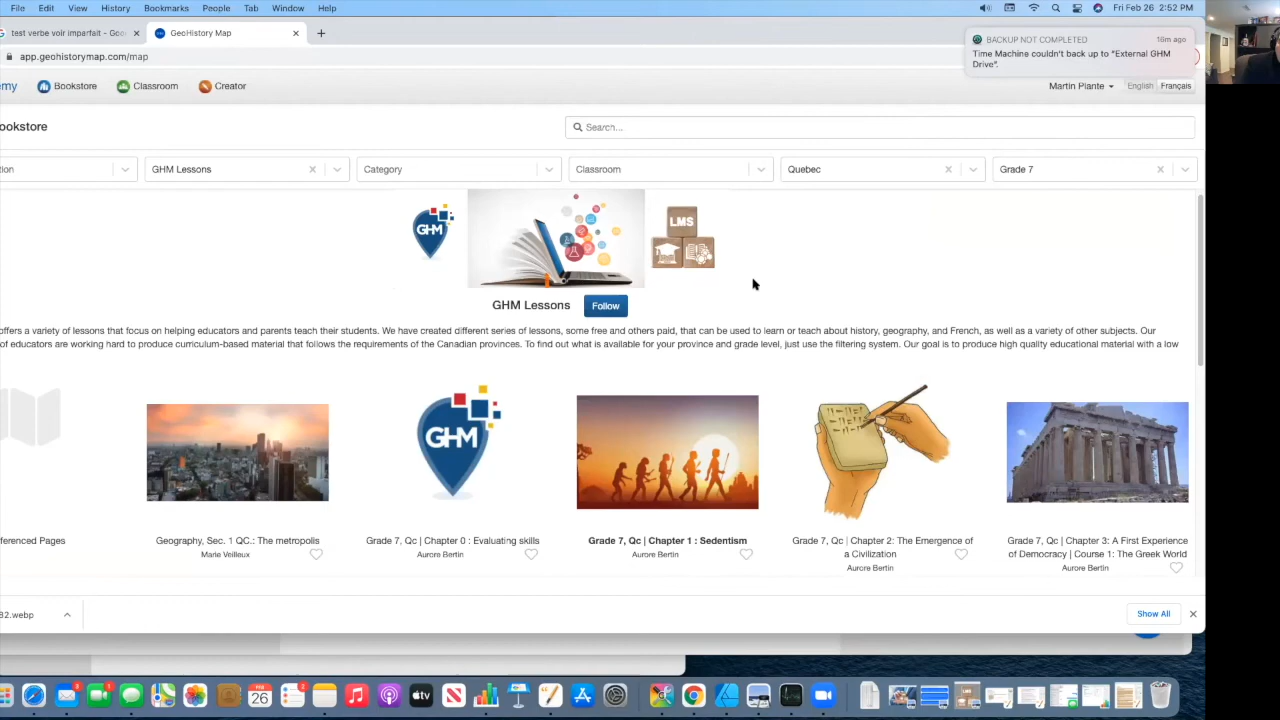 File Edit View History Bookmarks People Tab Window Help Fri Feb 26 2:52 PM
test verbe voir imparfait - Goo GeoHistory Map
BACKUP NOT COMPLETED 16m ago
Time Machine couldn't back up to "External GHM
Drive".
app.geohistorymap.com/map
emy Bookstore Classroom Creator Martin Plante English Français
ookstore Search...
tion GHM Lessons Category Classroom Quebec Grade 7
GHM
LMS
GHM Lessons Follow
offers a variety of lessons that focus on helping educators and parents teach their students. We have created different series of lessons, some free and others paid, that can be used to learn or teach about history, geography, and French, as well as a variety of other subjects. Our
of educators are working hard to produce curriculum-based material that follows the requirements of the Canadian provinces. To find out what is available for your province and grade level, just use the filtering system. Our goal is to produce high quality educational material with a low
GHM
ferenced Pages
Geography, Sec. 1 QC.: The metropolis
Marie Veilleux
Grade 7, Qc | Chapter 0 : Evaluating skills
Aurore Bertin
Grade 7, Qc | Chapter 1 : Sedentism
Aurore Bertin
Grade 7, Qc | Chapter 2: The Emergence of
a Civilization
Aurore Bertin
Grade 7, Qc | Chapter 3: A First Experience
of Democracy | Course 1: The Greek World
Aurore Bertin
82.webp Show All
26
tv